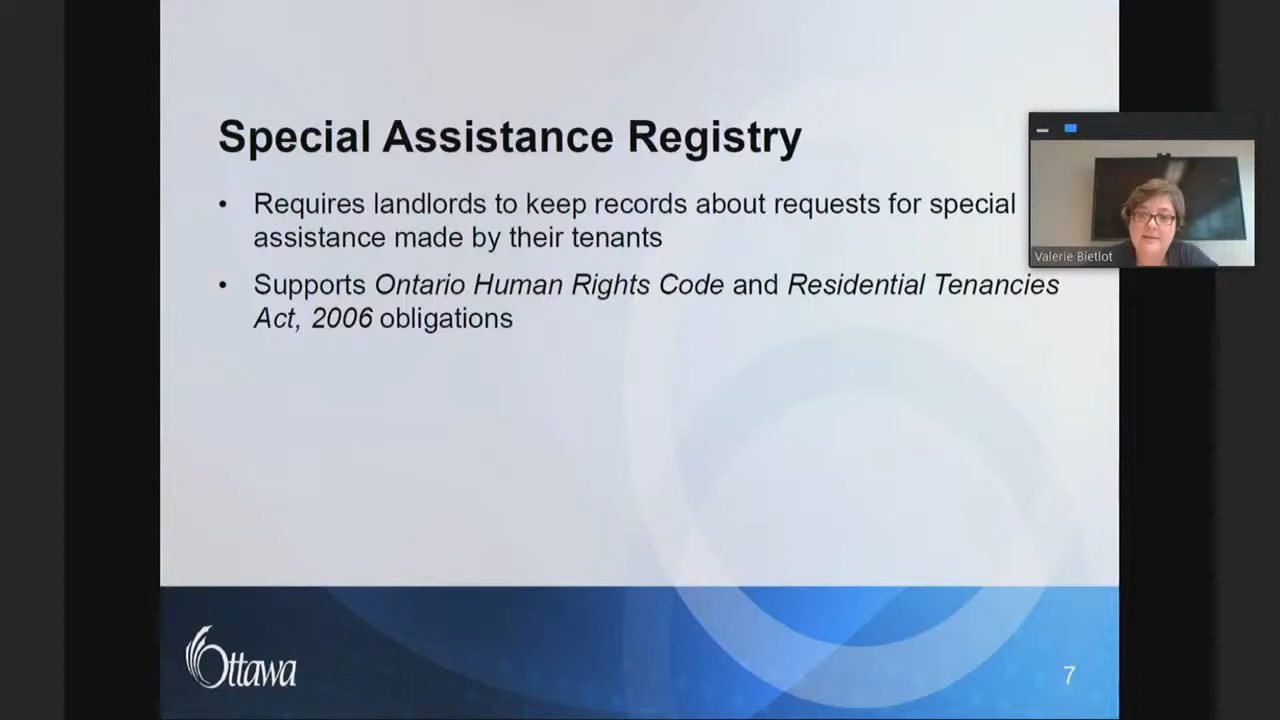 Special Assistance Registry
• Requires landlords to keep records about requests for special
assistance made by their tenants
• Supports Ontario Human Rights Code and Residential Tenancies
Act, 2006 obligations
Valerie Bietlot
Ottawa
7